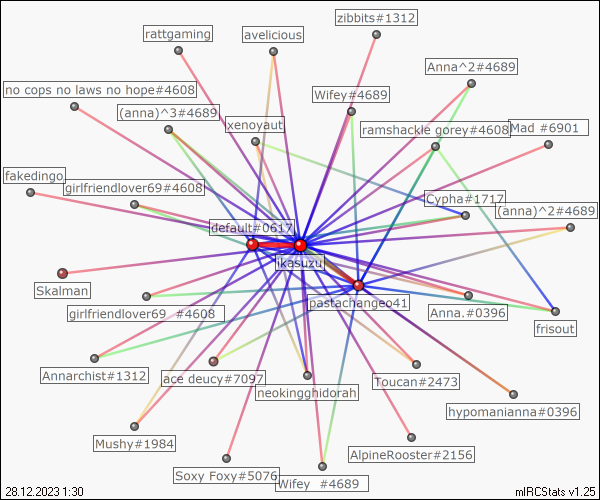 zibbits#1312
rattgaming
avelicious
Anna^2#4689
no cops no laws no hope#4608
Wifey#4689
(anna)^3#4689
xenoyaut
ramshackle gorey#4608
Mad #6901
fakedingo
girlfriendlover69#4608
Cypha#1717
(anna)^2#4689
default#0617
ikasuzu
Skalman
pastachangeo41
girlfriendlover69 #4608
Anna.#0396
frisout
Annarchist#1312
ace deucy#7097
Toucan#2473
neokingghidorah
hypomanianna#0396
Mushy#1984
AlpineRooster#2156
Soxy Foxy#5076
Wifey #4689
28.12.2023 1:30
mIRCStats v1.25